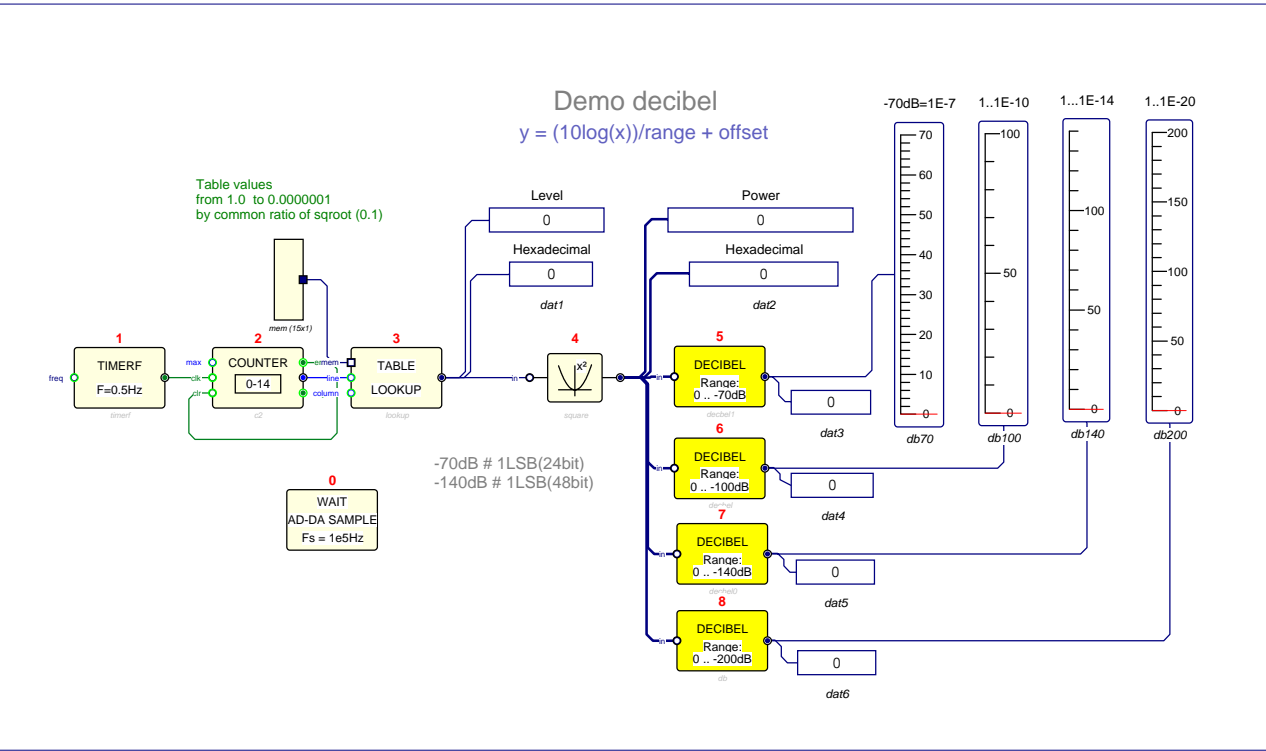 Demo decibel
y = (10log(x))/range + offset
-70dB=1E-7
1..1E-10
1...1E-14
1..1E-20
Table values
from 1.0  to 0.0000001
by common ratio of sqroot (0.1)
Level
0
Hexadecimal
0
dat1
Power
0
Hexadecimal
0
dat2
70
60
50
40
30
20
10
0
db70
100
50
0
db100
100
50
0
db140
200
150
100
50
0
db200
mem (15x1)
1
TIMERF
F=0.5Hz
freq
timerf
2
COUNTER
0-14
max
clk
clr
c2
3
TABLE
LOOKUP
mem
line
column
lookup
4
x²
in
square
5
DECIBEL
Range:
0 .. -70dB
in
decbel1
0
dat3
6
DECIBEL
Range:
0 .. -100dB
in
0
dat4
7
DECIBEL
Range:
0 .. -140dB
in
0
dat5
8
DECIBEL
Range:
0 .. -200dB
in
db
0
dat6
-70dB # 1LSB(24bit)
-140dB # 1LSB(48bit)
0
WAIT
AD-DA SAMPLE
Fs = 1e5Hz